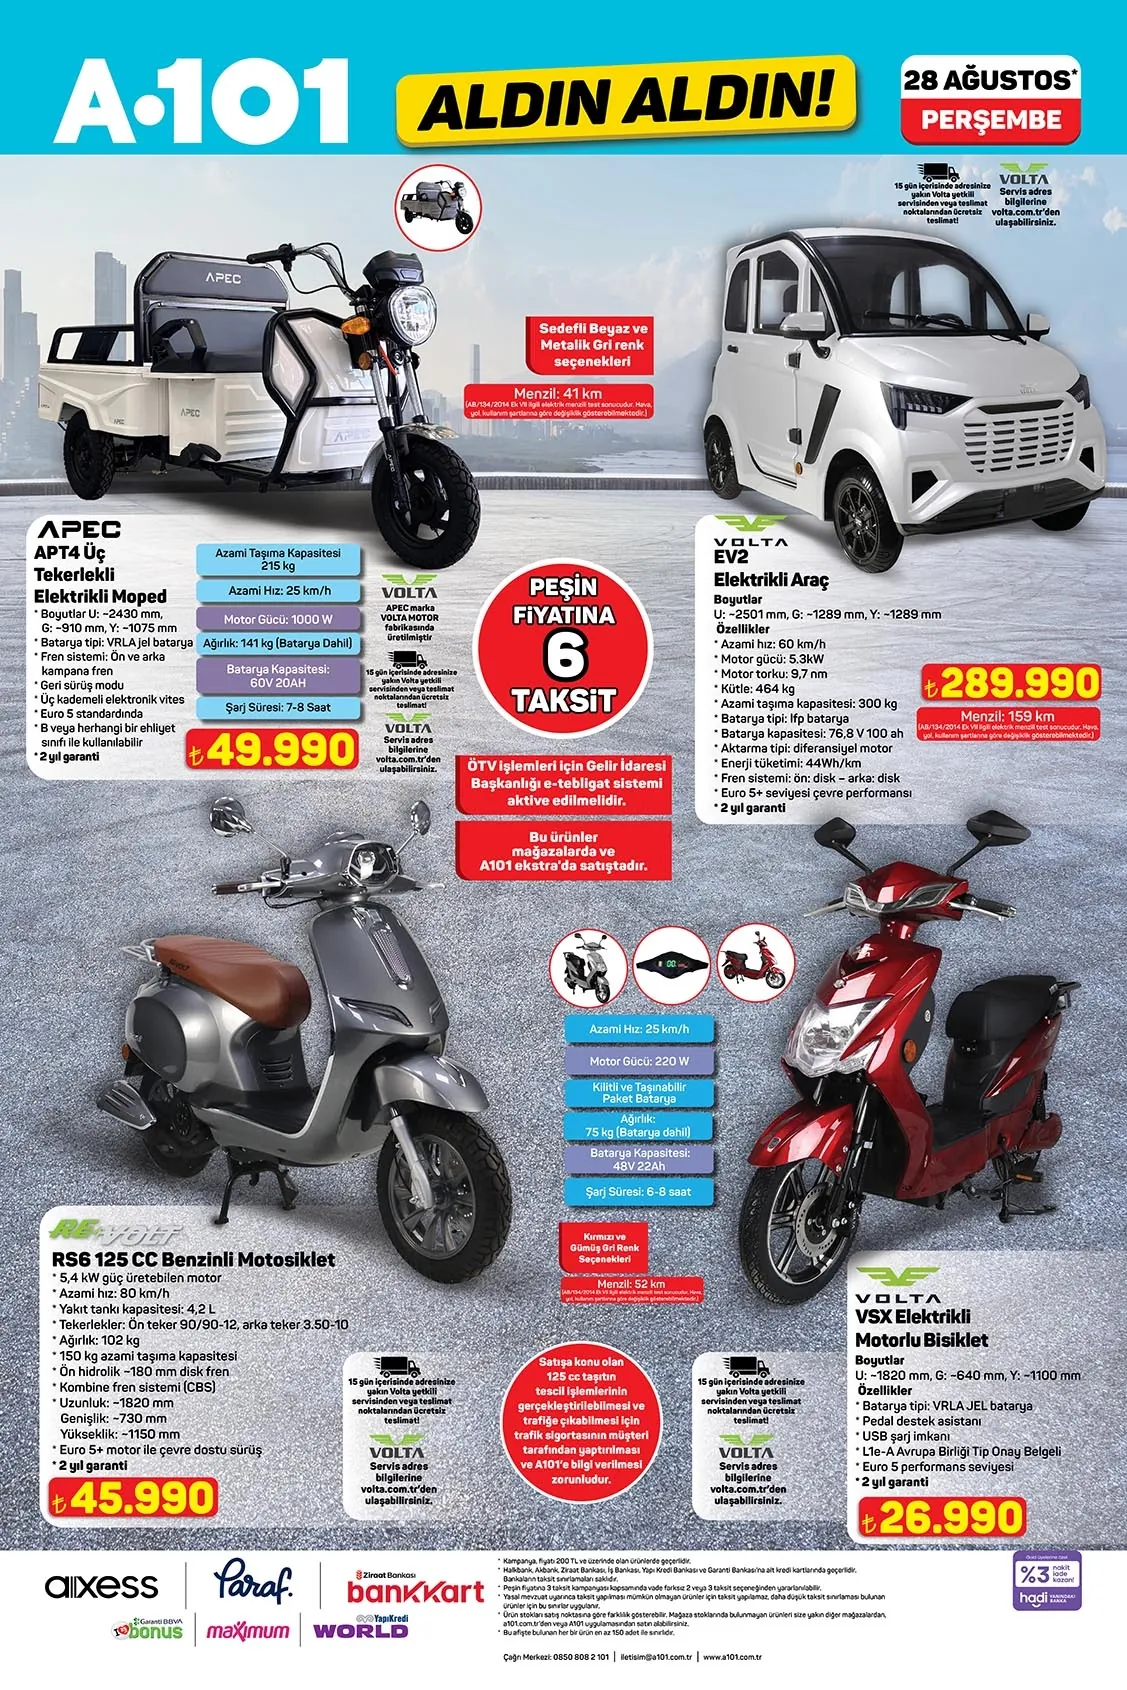 A101
ALDIN ALDIN!
28 AĞUSTOS*
PERŞEMBE
15 gün içerisinde adresinize
yakın Volta yetkili
servisinden veya teslimat
noktalarından ücretsiz
teslimat!
VOLTA
Servis adres
bilgilerine
volta.com.tr'den
ulaşabilirsiniz.
APEC
APEC
APEC
APEC
Sedefli Beyaz ve
Metalik Gri renk
seçenekleri
Menzil: 41 km
(AB/134/2014 Ek VII ilgili elektrik menzili test sonucudur. Hava,
yol, kullanım şartlarına göre değişiklik gösterebilmektedir.)
APEC
APT4 Üç
Tekerlekli
Elektrikli Moped
* Boyutlar U: ~2430 mm,
G: ~910 mm, Y: ~1075 mm
* Batarya tipi: VRLA jel batarya
* Fren sistemi: Ön ve arka
kampana fren
* Geri sürüş modu
* Üç kademeli elektronik vites
* Euro 5 standardında
* B veya herhangi bir ehliyet
sınıfı ile kullanılabilir
* 2 yıl garanti
Azami Taşıma Kapasitesi
215 kg
Azami Hız: 25 km/h
Motor Gücü: 1000 W
Ağırlık: 141 kg (Batarya Dahil)
Batarya Kapasitesi:
60V 20AH
Şarj Süresi: 7-8 Saat
₺49.990
VOLTA
APEC marka
VOLTA MOTOR
fabrikasında
üretilmiştir
15 gün içerisinde adresinize
yakın Volta yetkili
servisinden veya teslimat
noktalarından ücretsiz
teslimat!
VOLTA
Servis adres
bilgilerine
volta.com.tr'den
ulaşabilirsiniz.
PEŞİN
FİYATINA
6
TAKSİT
ÖTV işlemleri için Gelir İdaresi
Başkanlığı e-tebligat sistemi
aktive edilmelidir.
Bu ürünler
mağazalarda ve
A101 ekstra'da satıştadır.
VOLTA
EV2
Elektrikli Araç
Boyutlar
U: ~2501 mm, G: ~1289 mm, Y: ~1289 mm
Özellikler
* Azami hız: 60 km/h
* Motor gücü: 5,3kW
* Motor torku: 9,7 nm
* Kütle: 464 kg
* Azami taşıma kapasitesi: 300 kg
* Batarya tipi: lfp batarya
* Batarya kapasitesi: 76,8 V 100 ah
* Aktarma tipi: diferansiyel motor
* Enerji tüketimi: 44Wh/km
* Fren sistemi: ön: disk – arka: disk
* Euro 5+ seviyesi çevre performansı
* 2 yıl garanti
₺289.990
Menzil: 159 km
(AB/134/2014 Ek VII ilgili elektrik menzili test sonucudur. Hava,
yol, kullanım şartlarına göre değişiklik gösterebilmektedir.)
Azami Hız: 25 km/h
Motor Gücü: 220 W
Kilitli ve Taşınabilir
Paket Batarya
Ağırlık:
75 kg (Batarya dahil)
Batarya Kapasitesi:
48V 22Ah
Şarj Süresi: 6-8 saat
Kırmızı ve
Gümüş Gri Renk
Seçenekleri
Menzil: 52 km
(AB/134/2014 Ek VII ilgili elektrik menzili test sonucudur. Hava,
yol, kullanım şartlarına göre değişiklik gösterebilmektedir.)
RE-VOLT
RS6 125 CC Benzinli Motosiklet
* 5,4 kW güç üretebilen motor
* Azami hız: 80 km/h
* Yakıt tankı kapasitesi: 4,2 L
* Tekerlekler: Ön teker 90/90-12, arka teker 3.50-10
* Ağırlık: 102 kg
* 150 kg azami taşıma kapasitesi
* Ön hidrolik ~180 mm disk fren
* Kombine fren sistemi (CBS)
* Uzunluk: ~1820 mm
Genişlik: ~730 mm
Yükseklik: ~1150 mm
* Euro 5+ motor ile çevre dostu sürüş
* 2 yıl garanti
₺45.990
15 gün içerisinde adresinize
yakın Volta yetkili
servisinden veya teslimat
noktalarından ücretsiz
teslimat!
VOLTA
Servis adres
bilgilerine
volta.com.tr'den
ulaşabilirsiniz.
Satışa konu olan
125 cc taşıtın
tescil işlemlerinin
gerçekleştirilebilmesi ve
trafiğe çıkabilmesi için
trafik sigortasının müşteri
tarafından yaptırılması
ve A101'e bilgi verilmesi
zorunludur.
15 gün içerisinde adresinize
yakın Volta yetkili
servisinden veya teslimat
noktalarından ücretsiz
teslimat!
VOLTA
Servis adres
bilgilerine
volta.com.tr'den
ulaşabilirsiniz.
VOLTA
VSX Elektrikli
Motorlu Bisiklet
Boyutlar
U: ~1820 mm, G: ~640 mm, Y: ~1100 mm
Özellikler
* Batarya tipi: VRLA JEL batarya
* Pedal destek asistanı
* USB şarj imkanı
* L1e-A Avrupa Birliği Tip Onay Belgeli
* Euro 5 performans seviyesi
* 2 yıl garanti
₺26.990
axess
Paraf
Ziraat Bankası
bankkart
Garanti BBVA
bonus
maximum
YapıKredi
WORLD
* Kampanya, fiyatı 200 TL ve üzerinde olan ürünlerde geçerlidir.
* Halkbank, Akbank, Ziraat Bankası, İş Bankası, Yapı Kredi Bankası ve Garanti Bankası'na ait kredi kartlarında geçerlidir.
Bankaların taksit sınırlamaları saklıdır.
* Peşin fiyatına 3 taksit kampanyası kapsamında vade farksız 2 veya 3 taksit seçeneğinden yararlanılabilir.
* Yasal mevzuat uyarınca taksit yapılması mümkün olmayan ürünler için taksit yapılamaz, daha düşük taksit sınırlaması bulunan
ürünler için bu sınırlar uygulanır.
* Ürün stokları satış noktasına göre farklılık gösterebilir. Mağaza stoklarında bulunmayan ürünleri size yakın diğer mağazalardan,
a101.com.tr'den veya A101 uygulamasından satın alabilirsiniz.
* Bu afişte bulunan her bir ürün en az 150 adet ile sınırlıdır.
Çağrı Merkezi: 0850 808 2 101 | iletisim@a101.com.tr | www.a101.com.tr
Gold üyelerine özel
%3 nakit
iade
kazan!
hadi